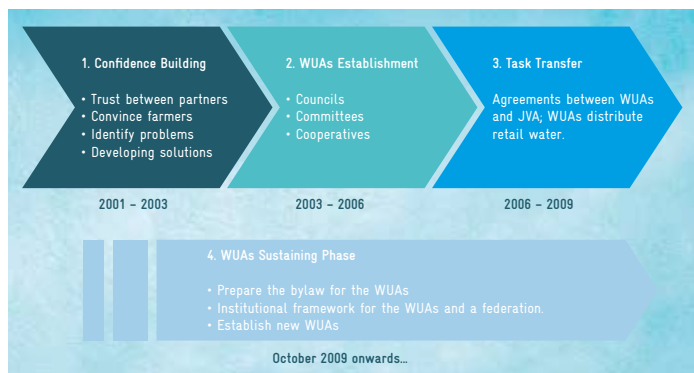 1. Confidence Building
• Trust between partners
• Convince farmers
• Identify problems
• Developing solutions
2001 – 2003
2. WUAs Establishment
• Councils
• Committees
• Cooperatives
2003 – 2006
3. Task Transfer
Agreements between WUAs
and JVA; WUAs distribute
retail water.
2006 – 2009
4. WUAs Sustaining Phase
• Prepare the bylaw for the WUAs
• Institutional framework for the WUAs and a federation.
• Establish new WUAs
October 2009 onwards...